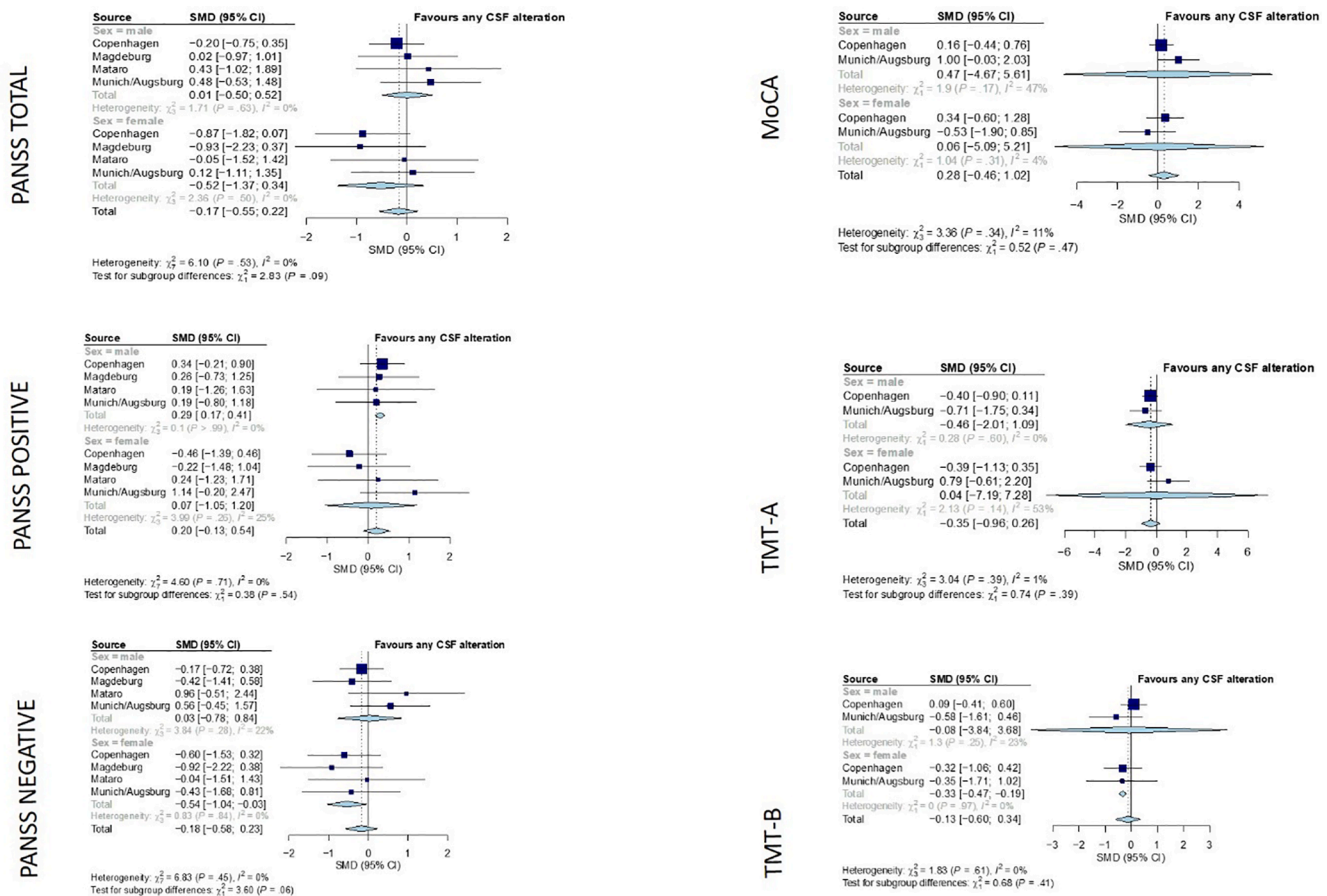 PANSS TOTAL
Source SMD (95% CI) Favours any CSF alteration
Sex = male
Copenhagen −0.20 [−0.75; 0.35]
Magdeburg 0.02 [−0.97; 1.01]
Mataro 0.43 [−1.02; 1.89]
Munich/Augsburg 0.48 [−0.53; 1.48]
Total 0.01 [−0.50; 0.52]
Heterogeneity: χ²₃ = 1.71 (P = .63), I² = 0%
Sex = female
Copenhagen −0.87 [−1.82; 0.07]
Magdeburg −0.93 [−2.23; 0.37]
Mataro −0.05 [−1.52; 1.42]
Munich/Augsburg 0.12 [−1.11; 1.35]
Total −0.52 [−1.37; 0.34]
Heterogeneity: χ²₃ = 2.36 (P = .50), I² = 0%
Total −0.17 [−0.55; 0.22]
−2 −1 0 1 2
SMD (95% CI)
Heterogeneity: χ²₇ = 6.10 (P = .53), I² = 0%
Test for subgroup differences: χ²₁ = 2.83 (P = .09)
PANSS POSITIVE
Source SMD (95% CI) Favours any CSF alteration
Sex = male
Copenhagen 0.34 [−0.21; 0.90]
Magdeburg 0.26 [−0.73; 1.25]
Mataro 0.19 [−1.26; 1.63]
Munich/Augsburg 0.19 [−0.80; 1.18]
Total 0.29 [ 0.17; 0.41]
Heterogeneity: χ²₃ = 0.1 (P > .99), I² = 0%
Sex = female
Copenhagen −0.46 [−1.39; 0.46]
Magdeburg −0.22 [−1.48; 1.04]
Mataro 0.24 [−1.23; 1.71]
Munich/Augsburg 1.14 [−0.20; 2.47]
Total 0.07 [−1.05; 1.20]
Heterogeneity: χ²₃ = 3.99 (P = .26), I² = 25%
Total 0.20 [−0.13; 0.54]
−2 −1 0 1 2
SMD (95% CI)
Heterogeneity: χ²₇ = 4.60 (P = .71), I² = 0%
Test for subgroup differences: χ²₁ = 0.38 (P = .54)
PANSS NEGATIVE
Source SMD (95% CI) Favours any CSF alteration
Sex = male
Copenhagen −0.17 [−0.72; 0.38]
Magdeburg −0.42 [−1.41; 0.58]
Mataro 0.96 [−0.51; 2.44]
Munich/Augsburg 0.56 [−0.45; 1.57]
Total 0.03 [−0.78; 0.84]
Heterogeneity: χ²₃ = 3.84 (P = .28), I² = 22%
Sex = female
Copenhagen −0.60 [−1.53; 0.32]
Magdeburg −0.92 [−2.22; 0.38]
Mataro −0.04 [−1.51; 1.43]
Munich/Augsburg −0.43 [−1.68; 0.81]
Total −0.54 [−1.04; −0.03]
Heterogeneity: χ²₃ = 0.83 (P = .84), I² = 0%
Total −0.18 [−0.58; 0.23]
−2 −1 0 1 2
SMD (95% CI)
Heterogeneity: χ²₇ = 6.83 (P = .45), I² = 0%
Test for subgroup differences: χ²₁ = 3.60 (P = .06)
MoCA
Source SMD (95% CI) Favours any CSF alteration
Sex = male
Copenhagen 0.16 [−0.44; 0.76]
Munich/Augsburg 1.00 [−0.03; 2.03]
Total 0.47 [−4.67; 5.61]
Heterogeneity: χ²₁ = 1.9 (P = .17), I² = 47%
Sex = female
Copenhagen 0.34 [−0.60; 1.28]
Munich/Augsburg −0.53 [−1.90; 0.85]
Total 0.06 [−5.09; 5.21]
Heterogeneity: χ²₁ = 1.04 (P = .31), I² = 4%
Total 0.28 [−0.46; 1.02]
−4 −2 0 2 4
SMD (95% CI)
Heterogeneity: χ²₃ = 3.36 (P = .34), I² = 11%
Test for subgroup differences: χ²₁ = 0.52 (P = .47)
TMT-A
Source SMD (95% CI) Favours any CSF alteration
Sex = male
Copenhagen −0.40 [−0.90; 0.11]
Munich/Augsburg −0.71 [−1.75; 0.34]
Total −0.46 [−2.01; 1.09]
Heterogeneity: χ²₁ = 0.28 (P = .60), I² = 0%
Sex = female
Copenhagen −0.39 [−1.13; 0.35]
Munich/Augsburg 0.79 [−0.61; 2.20]
Total 0.04 [−7.19; 7.28]
Heterogeneity: χ²₁ = 2.13 (P = .14), I² = 53%
Total −0.35 [−0.96; 0.26]
−6 −4 −2 0 2 4 6
SMD (95% CI)
Heterogeneity: χ²₃ = 3.04 (P = .39), I² = 1%
Test for subgroup differences: χ²₁ = 0.74 (P = .39)
TMT-B
Source SMD (95% CI) Favours any CSF alteration
Sex = male
Copenhagen 0.09 [−0.41; 0.60]
Munich/Augsburg −0.58 [−1.61; 0.46]
Total −0.08 [−3.84; 3.68]
Heterogeneity: χ²₁ = 1.3 (P = .25), I² = 23%
Sex = female
Copenhagen −0.32 [−1.06; 0.42]
Munich/Augsburg −0.35 [−1.71; 1.02]
Total −0.33 [−0.47; −0.19]
Heterogeneity: χ²₁ = 0 (P = .97), I² = 0%
Total −0.13 [−0.60; 0.34]
−3 −2 −1 0 1 2 3
SMD (95% CI)
Heterogeneity: χ²₃ = 1.83 (P = .61), I² = 0%
Test for subgroup differences: χ²₁ = 0.68 (P = .41)